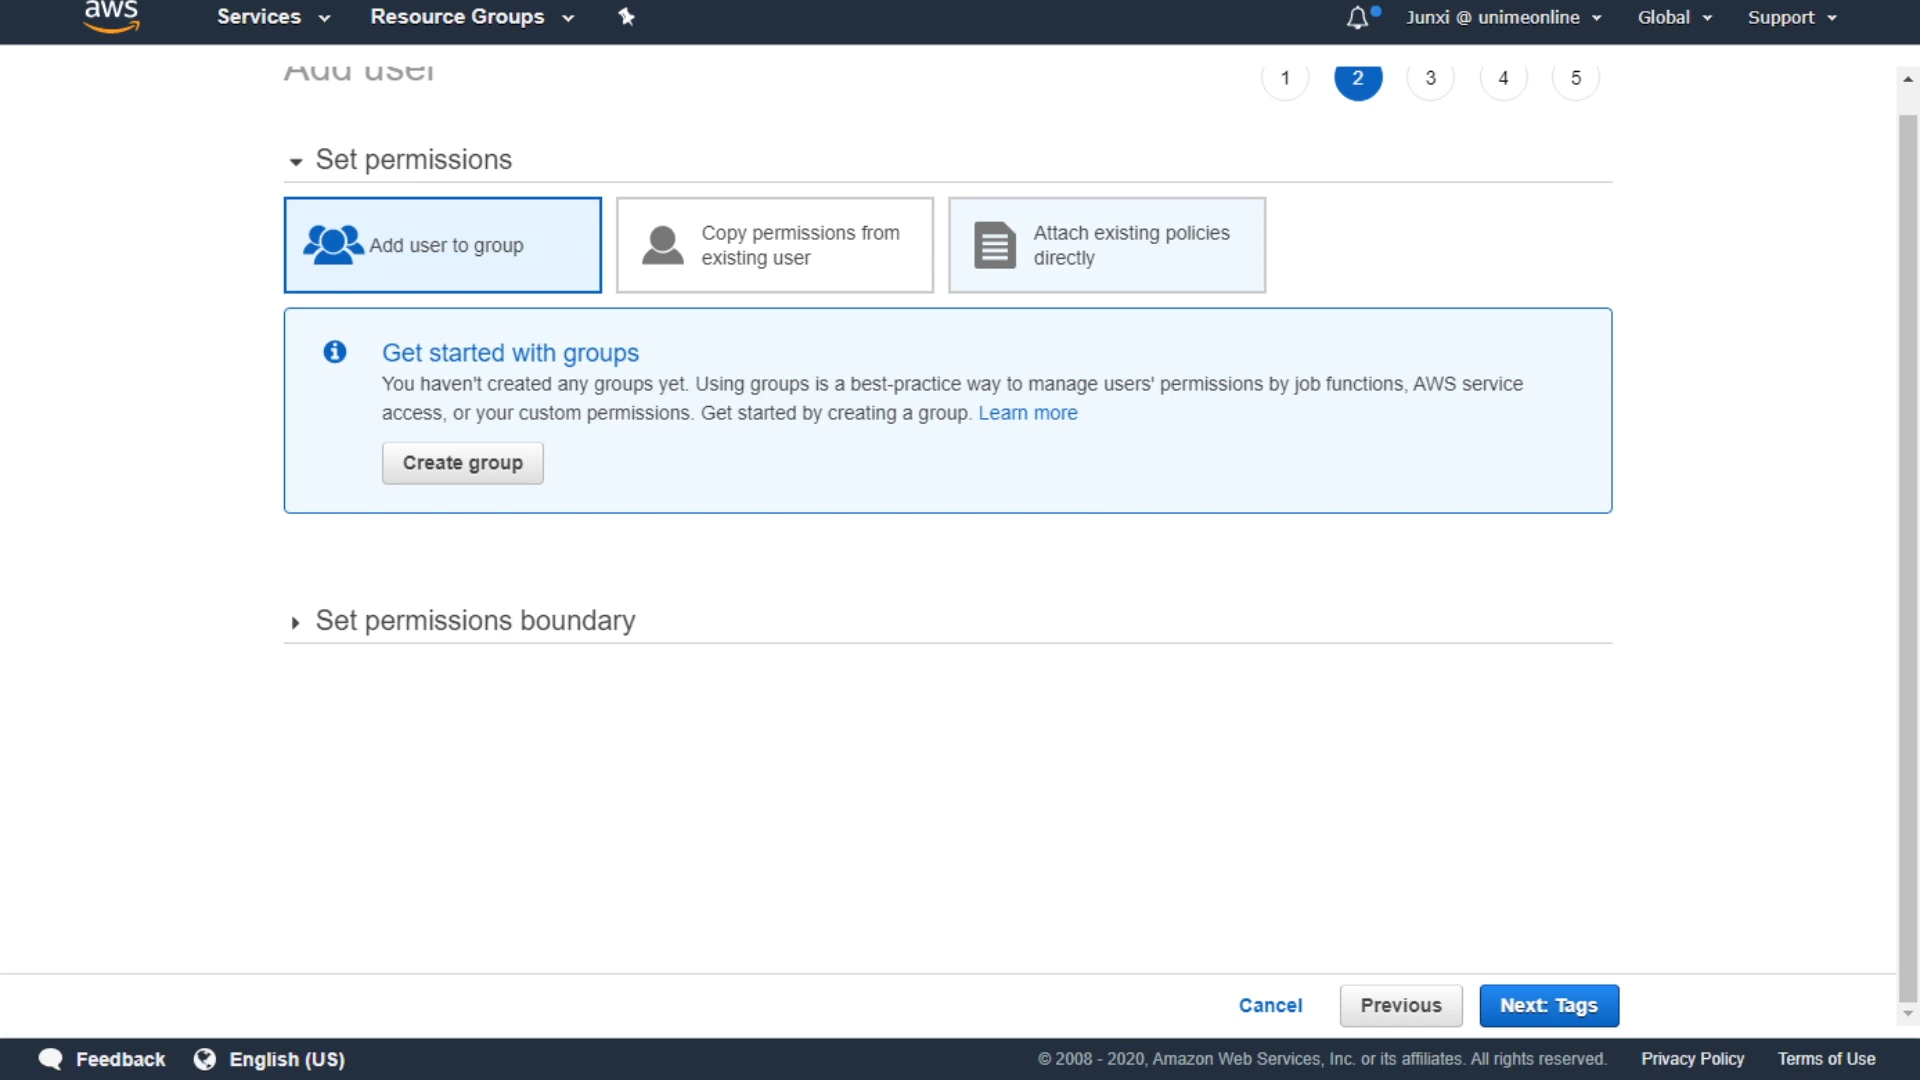 aws
Services
Resource Groups
Junxi @ unimeonline
Global
Support
Add user
1
2
3
4
5
Set permissions
Add user to group
Copy permissions from
existing user
Attach existing policies
directly
Get started with groups
You haven't created any groups yet. Using groups is a best-practice way to manage users' permissions by job functions, AWS service
access, or your custom permissions. Get started by creating a group. Learn more
Create group
Set permissions boundary
Cancel
Previous
Next: Tags
Feedback
English (US)
© 2008 - 2020, Amazon Web Services, Inc. or its affiliates. All rights reserved.
Privacy Policy
Terms of Use